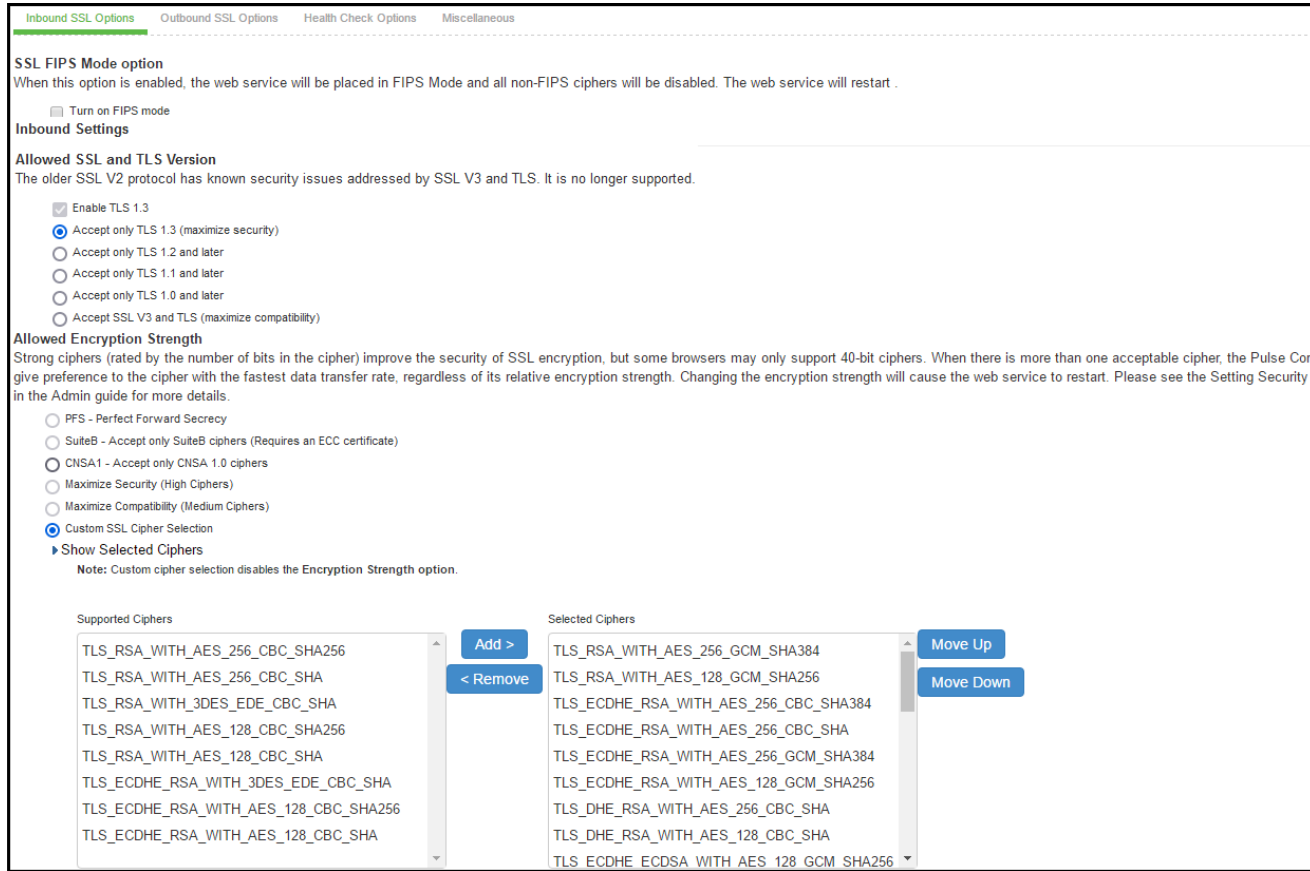 Inbound SSL Options Outbound SSL Options Health Check Options Miscellaneous
SSL FIPS Mode option
When this option is enabled, the web service will be placed in FIPS Mode and all non-FIPS ciphers will be disabled. The web service will restart .
Turn on FIPS mode
Inbound Settings
Allowed SSL and TLS Version
The older SSL V2 protocol has known security issues addressed by SSL V3 and TLS. It is no longer supported.
Enable TLS 1.3
Accept only TLS 1.3 (maximize security)
Accept only TLS 1.2 and later
Accept only TLS 1.1 and later
Accept only TLS 1.0 and later
Accept SSL V3 and TLS (maximize compatibility)
Allowed Encryption Strength
Strong ciphers (rated by the number of bits in the cipher) improve the security of SSL encryption, but some browsers may only support 40-bit ciphers. When there is more than one acceptable cipher, the Pulse Cor
give preference to the cipher with the fastest data transfer rate, regardless of its relative encryption strength. Changing the encryption strength will cause the web service to restart. Please see the Setting Security
in the Admin guide for more details.
PFS - Perfect Forward Secrecy
SuiteB - Accept only SuiteB ciphers (Requires an ECC certificate)
CNSA1 - Accept only CNSA 1.0 ciphers
Maximize Security (High Ciphers)
Maximize Compatibility (Medium Ciphers)
Custom SSL Cipher Selection
Show Selected Ciphers
Note: Custom cipher selection disables the Encryption Strength option.
Supported Ciphers
TLS_RSA_WITH_AES_256_CBC_SHA256
TLS_RSA_WITH_AES_256_CBC_SHA
TLS_RSA_WITH_3DES_EDE_CBC_SHA
TLS_RSA_WITH_AES_128_CBC_SHA256
TLS_RSA_WITH_AES_128_CBC_SHA
TLS_ECDHE_RSA_WITH_3DES_EDE_CBC_SHA
TLS_ECDHE_RSA_WITH_AES_128_CBC_SHA256
TLS_ECDHE_RSA_WITH_AES_128_CBC_SHA
Add >
< Remove
Selected Ciphers
TLS_RSA_WITH_AES_256_GCM_SHA384
TLS_RSA_WITH_AES_128_GCM_SHA256
TLS_ECDHE_RSA_WITH_AES_256_CBC_SHA384
TLS_ECDHE_RSA_WITH_AES_256_CBC_SHA
TLS_ECDHE_RSA_WITH_AES_256_GCM_SHA384
TLS_ECDHE_RSA_WITH_AES_128_GCM_SHA256
TLS_DHE_RSA_WITH_AES_256_CBC_SHA
TLS_DHE_RSA_WITH_AES_128_CBC_SHA
TLS_ECDHE_ECDSA_WITH_AES_128_GCM_SHA256
Move Up
Move Down